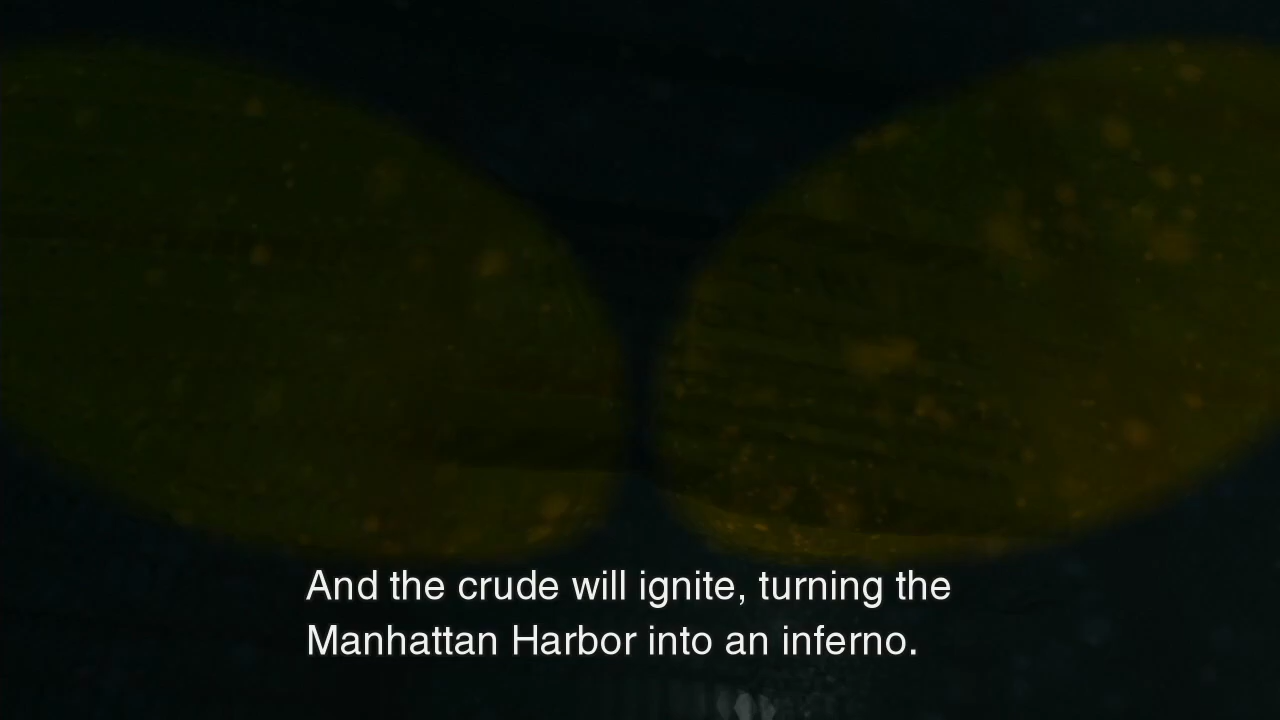 And the crude will ignite, turning the
Manhattan Harbor into an inferno.